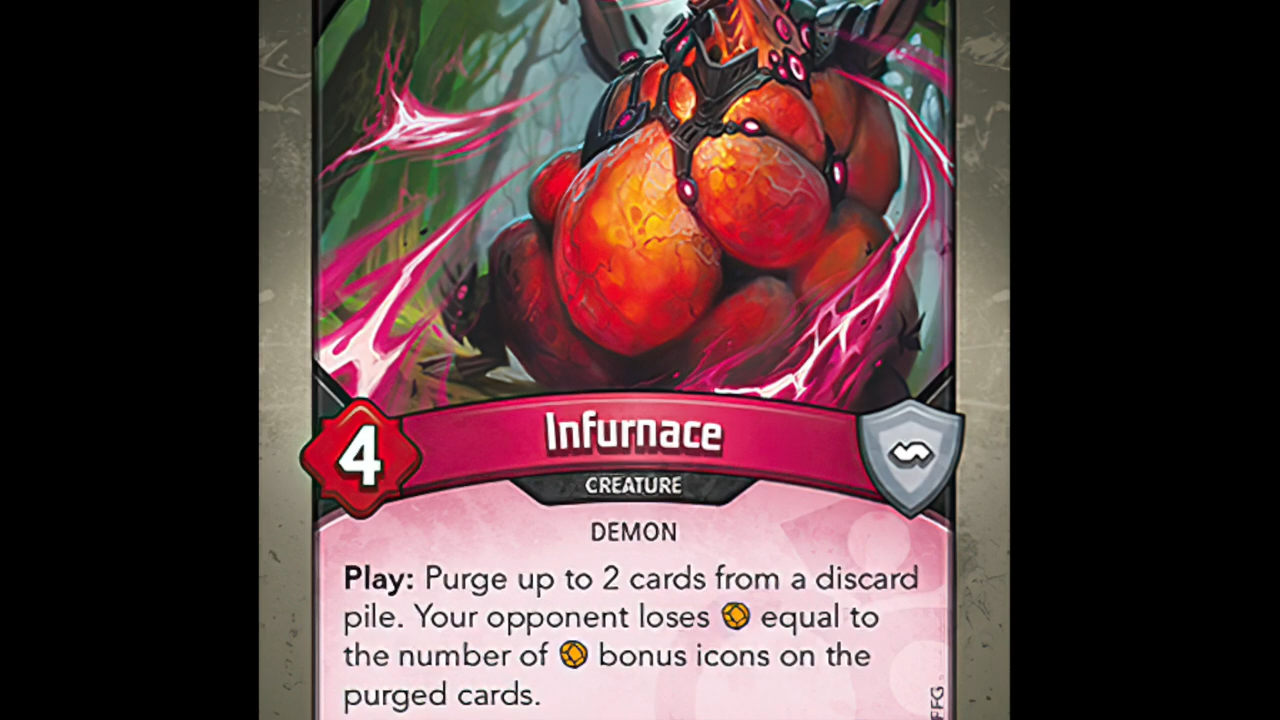 Infurnace
4
CREATURE
DEMON
Play: Purge up to 2 cards from a discard
pile. Your opponent loses equal to
the number of bonus icons on the
purged cards.
FFG